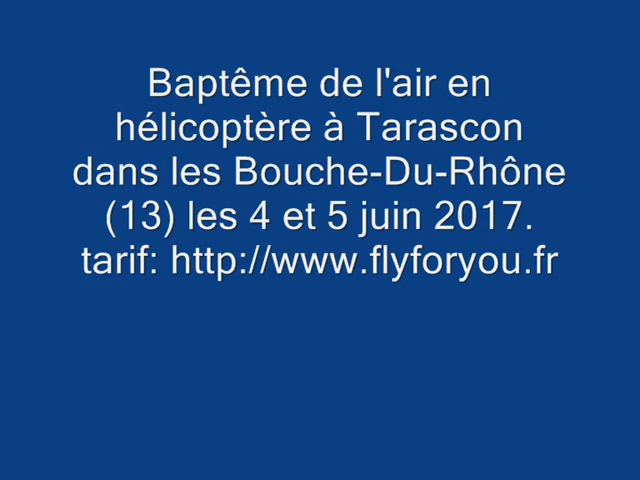 Baptême de l'air en
hélicoptère à Tarascon
dans les Bouche-Du-Rhône
(13) les 4 et 5 juin 2017.
tarif: http://www.flyforyou.fr